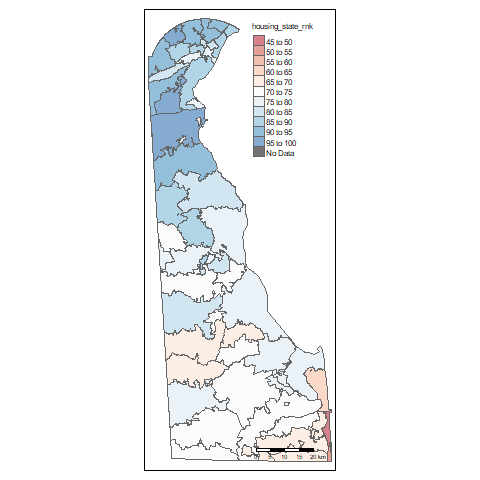 housing_state_rnk
45 to 50
50 to 55
55 to 60
60 to 65
65 to 70
70 to 75
75 to 80
80 to 85
85 to 90
90 to 95
95 to 100
No Data
0 5 10 15 20 km